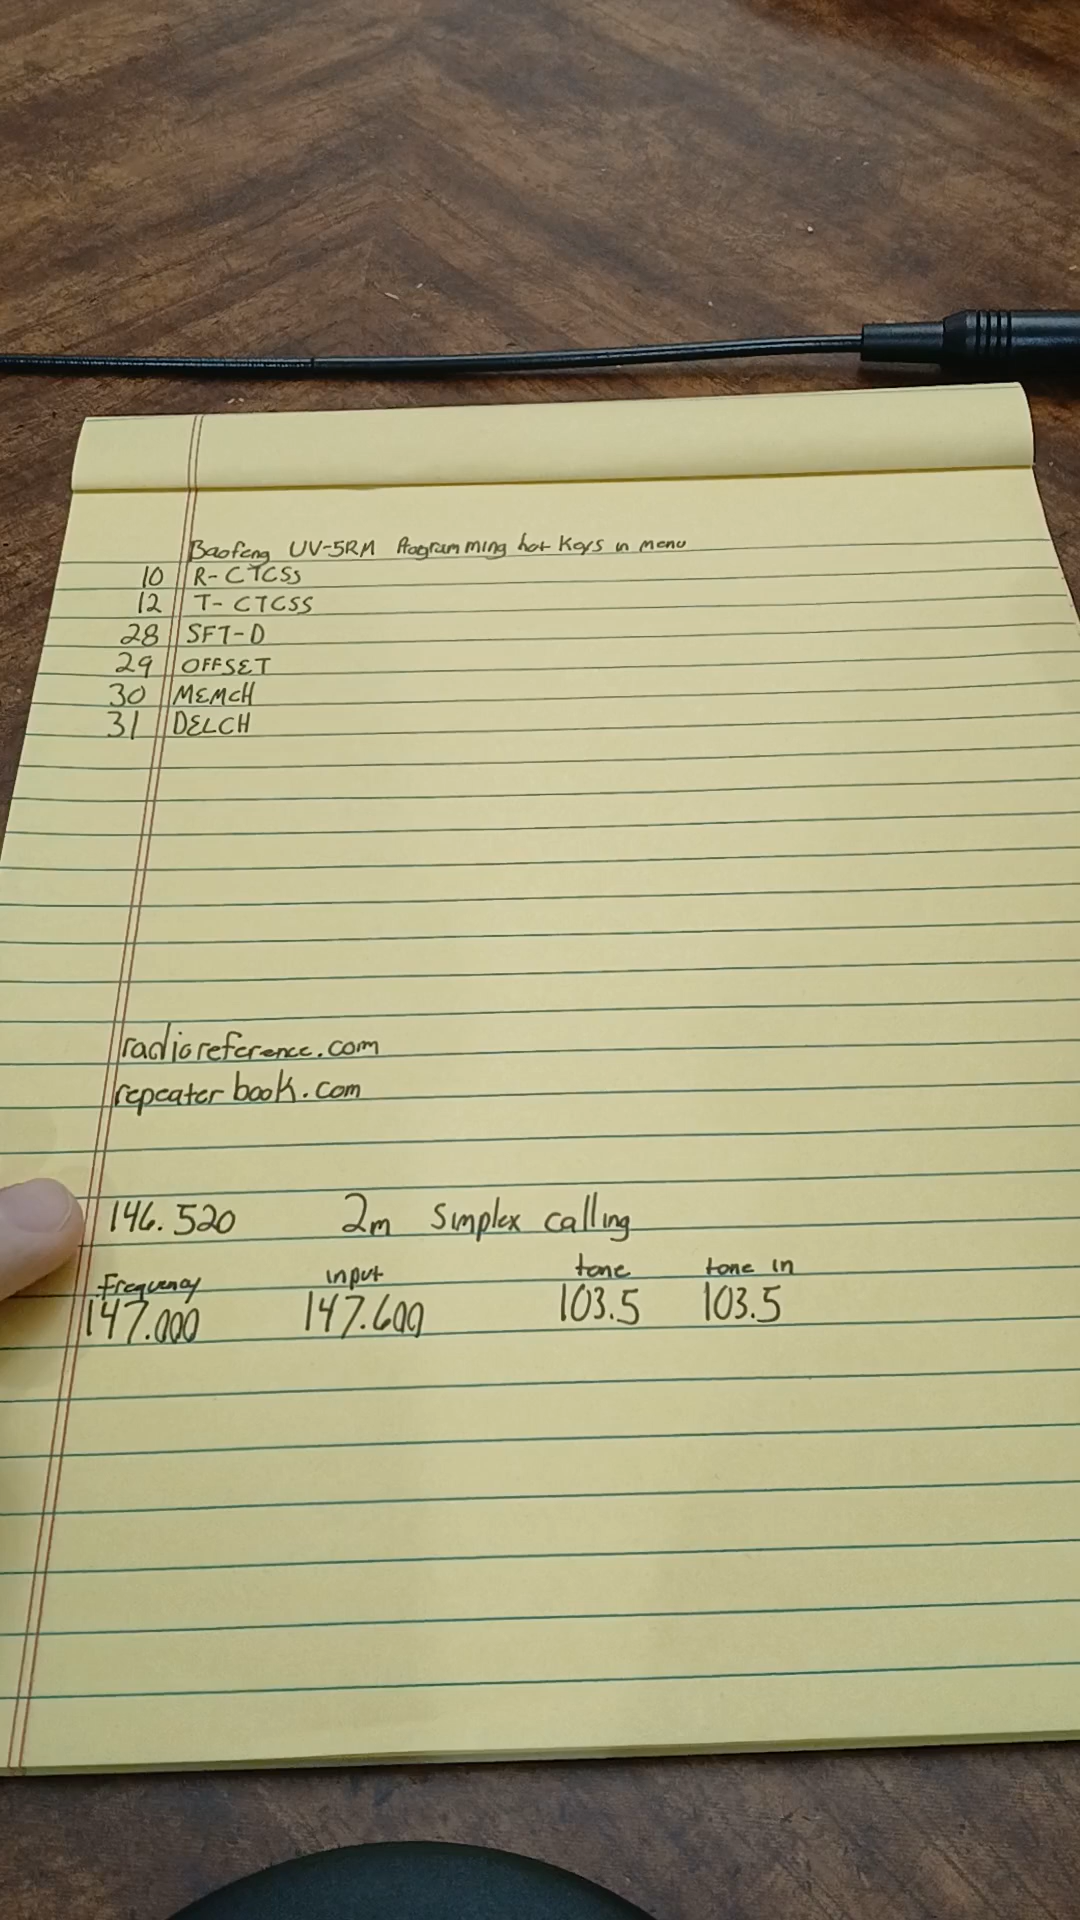 Baofeng UV-5RM Programming hot Keys in menu
10 R-CTCSS
12 T-CTCSS
28 SFT-D
29 OFFSET
30 MEMCH
31 DELCH
radioreference.com
repeaterbook.com
146.520 2m Simplex calling
Frequency input tone tone in
147.000 147.600 103.5 103.5